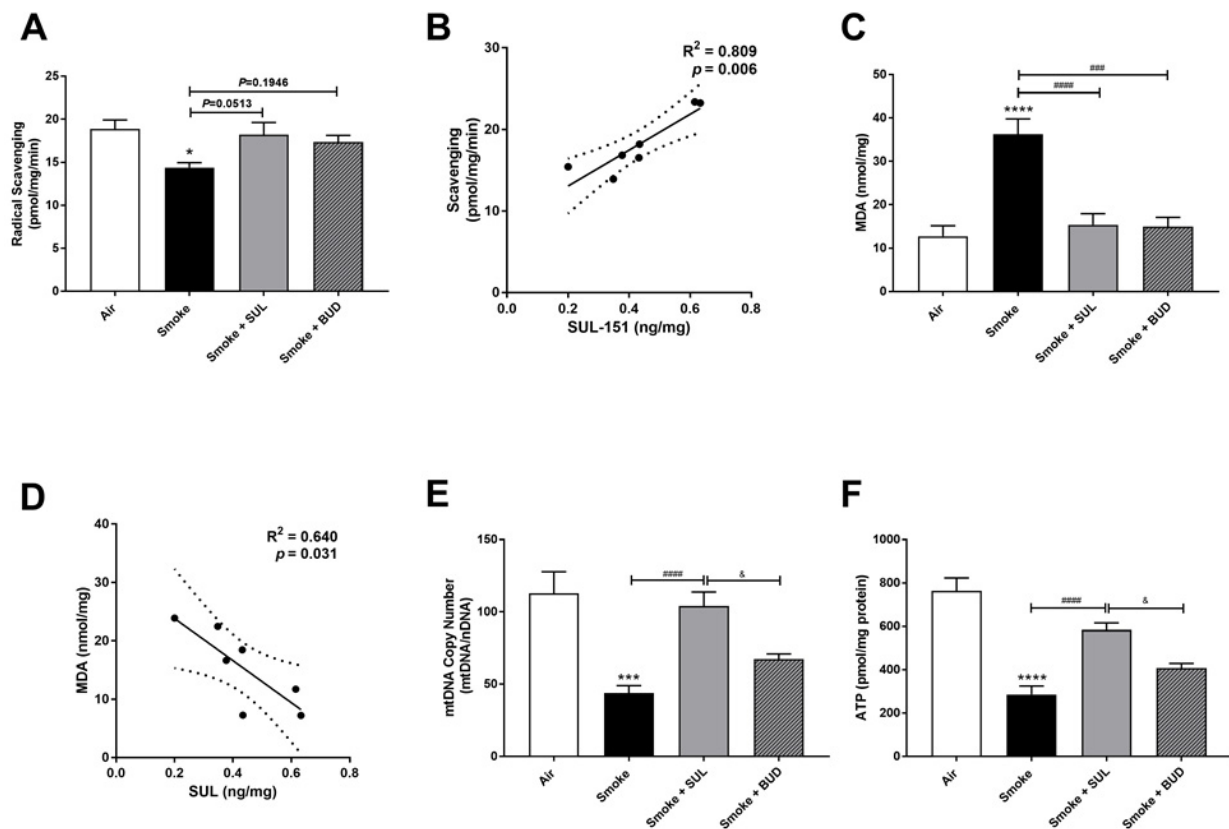 A
Radical Scavenging
(pmol/mg/min)
25
20
15
10
5
0
P=0.1946
P=0.0513
*
Air
Smoke
Smoke + SUL
Smoke + BUD
B
Scavenging
(pmol/mg/min)
30
20
10
0
R² = 0.809
p = 0.006
0.0 0.2 0.4 0.6 0.8
SUL-151 (ng/mg)
C
MDA (nmol/mg)
50
40
30
20
10
0
###
####
****
Air
Smoke
Smoke + SUL
Smoke + BUD
D
MDA (nmol/mg)
40
30
20
10
0
R² = 0.640
p = 0.031
0.0 0.2 0.4 0.6 0.8
SUL (ng/mg)
E
mtDNA Copy Number
(mtDNA/nDNA)
150
100
50
0
#### &
***
Air
Smoke
Smoke + SUL
Smoke + BUD
F
ATP (pmol/mg protein)
1000
800
600
400
200
0
#### &
****
Air
Smoke
Smoke + SUL
Smoke + BUD